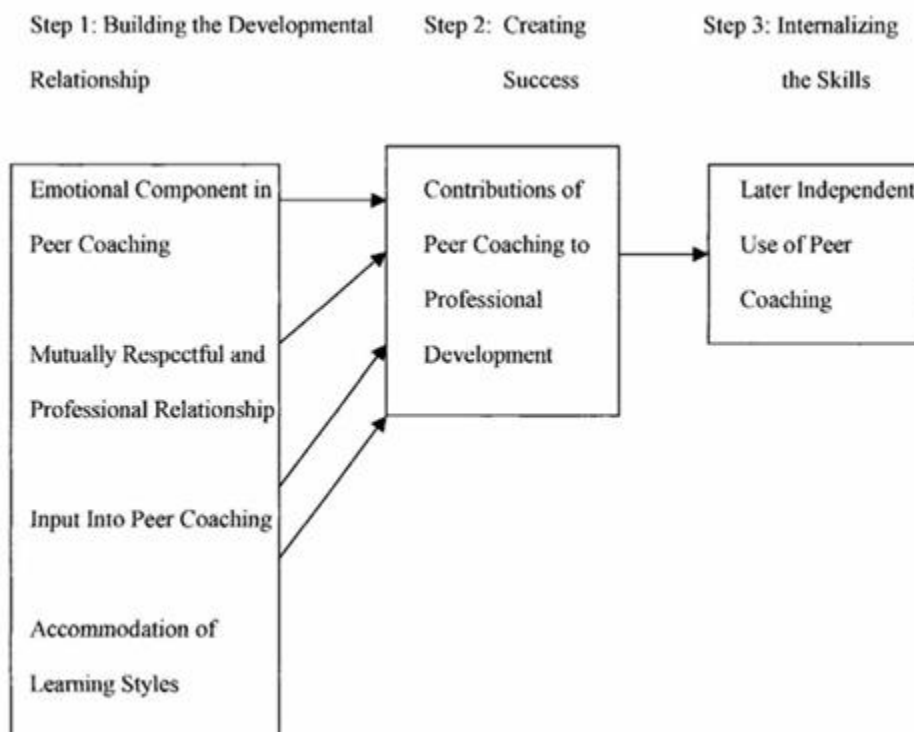 Step 1: Building the Developmental
Relationship
Step 2: Creating
Success
Step 3: Internalizing
the Skills
Emotional Component in
Peer Coaching
Mutually Respectful and
Professional Relationship
Input Into Peer Coaching
Accommodation of
Learning Styles
Contributions of
Peer Coaching to
Professional
Development
Later Independent
Use of Peer
Coaching